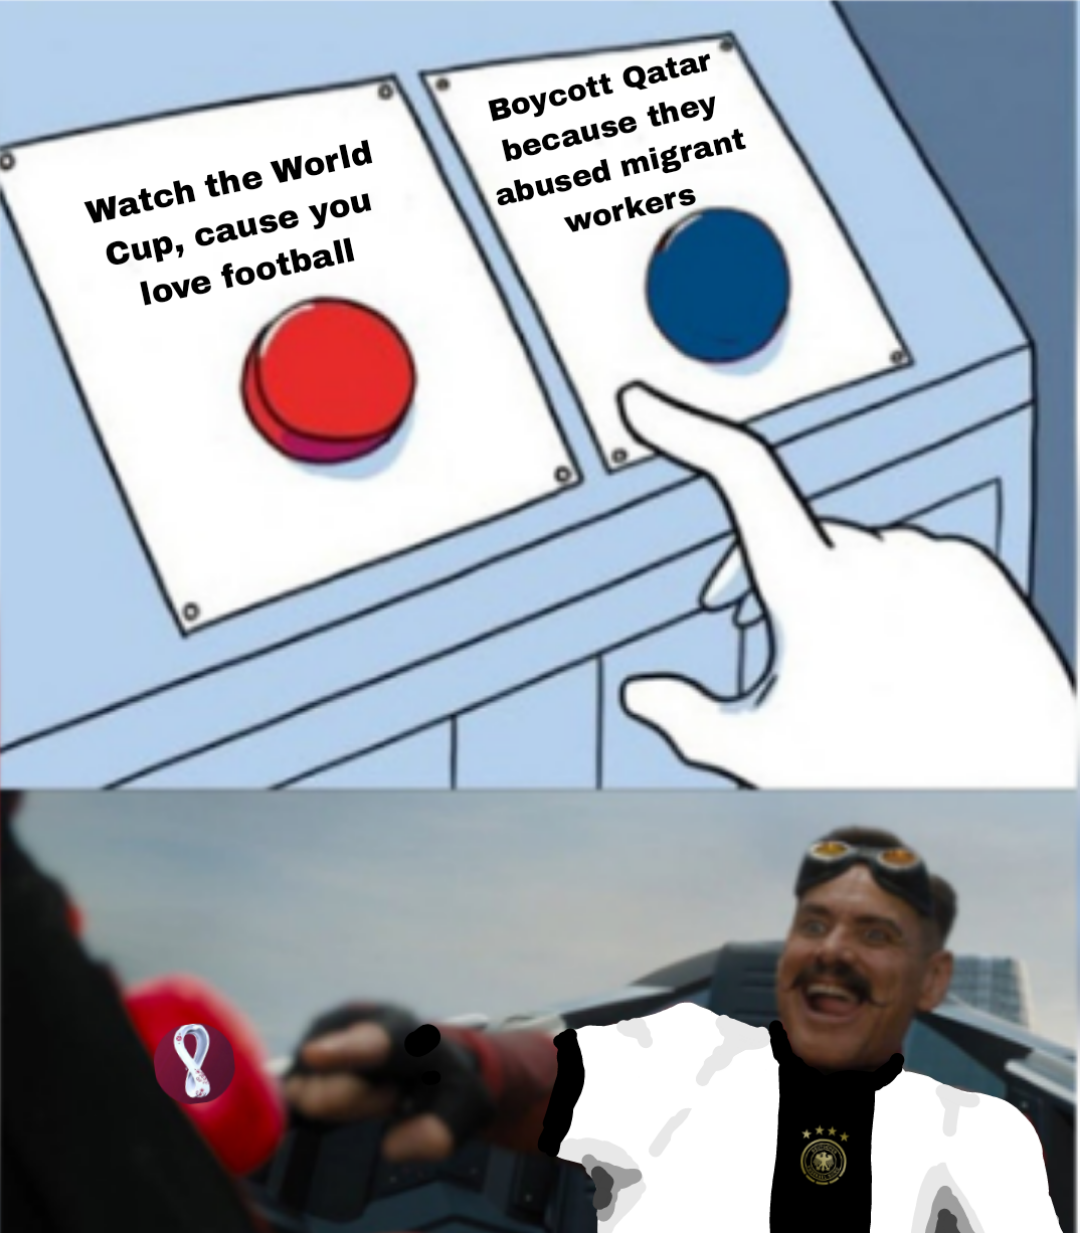 Watch the World
Cup, cause you
love football
Boycott Qatar
because they
abused migrant
workers